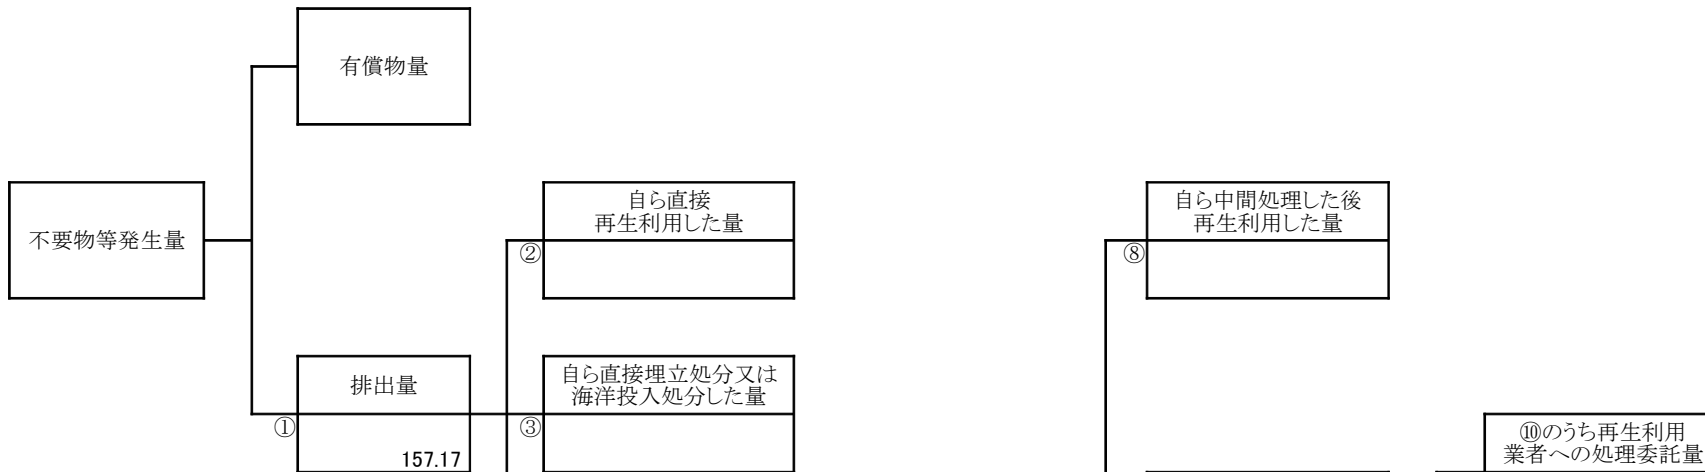 有償物量
不要物等発生量
自ら直接
再生利用した量
②
自ら中間処理した後
再生利用した量
⑧
排出量
①
157.17
自ら直接埋立処分又は
海洋投入処分した量
③
⑩のうち再生利用
業者への処理委託量